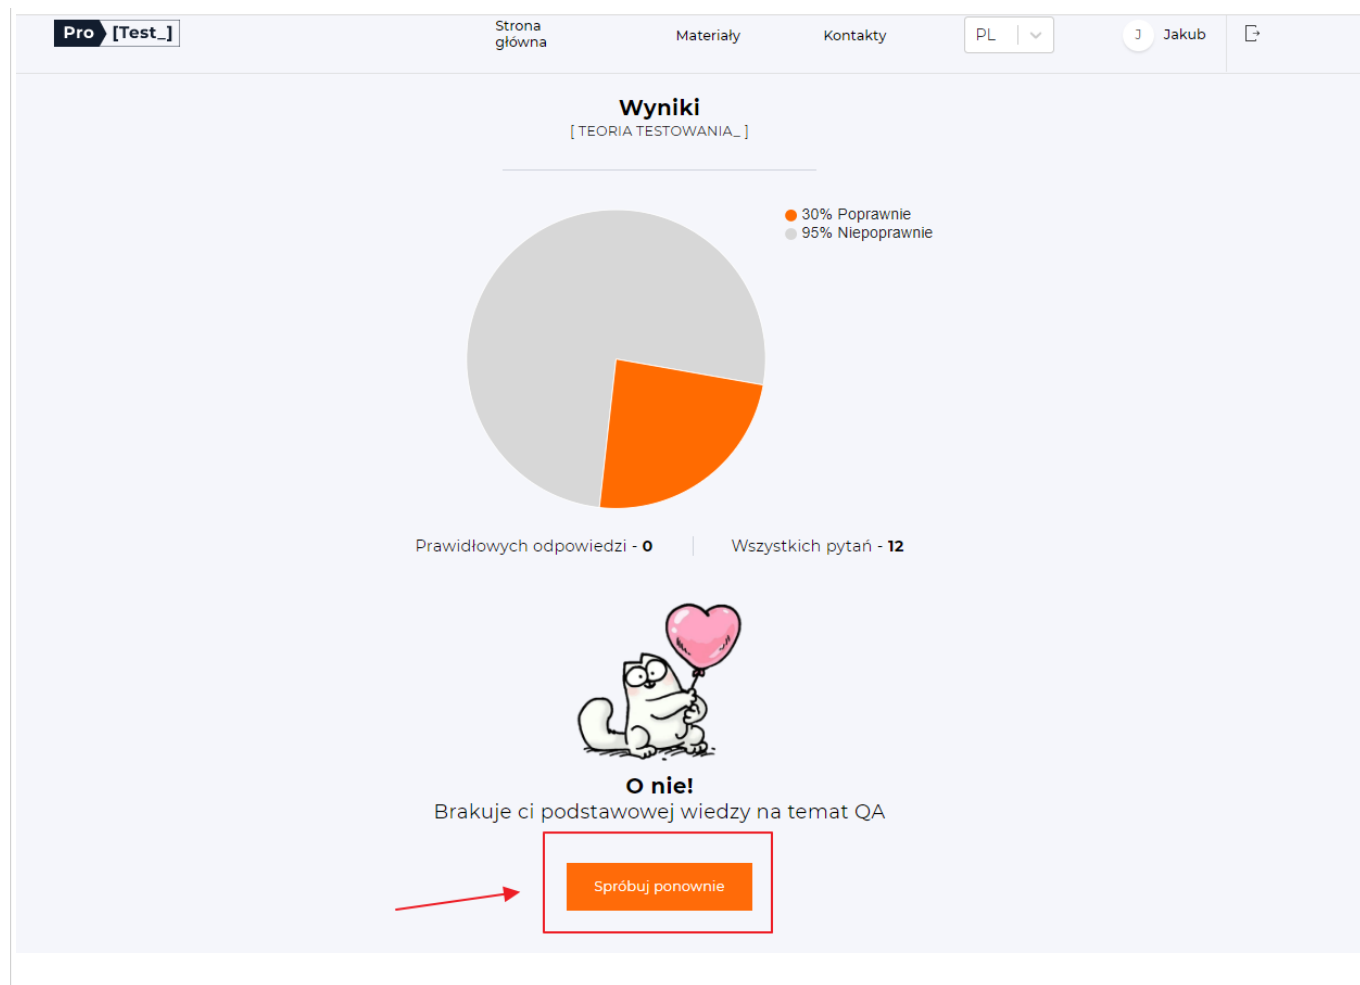 Pro [Test_]
Strona
główna
Materiały
Kontakty
PL
J
Jakub
Wyniki
[ TEORIA TESTOWANIA_ ]
30% Poprawnie
95% Niepoprawnie
Prawidłowych odpowiedzi - 0
Wszystkich pytań - 12
O nie!
Brakuje ci podstawowej wiedzy na temat QA
Spróbuj ponownie